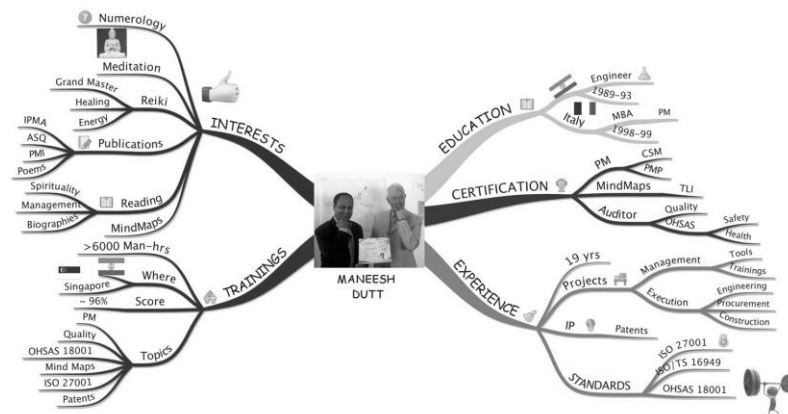 Numerology
Meditation
Grand Master
Healing
Energy
Reiki
IPMA
ASQ
PMI
Poems
Publications
Spirituality
Management
Biographies
Reading
MindMaps
INTERESTS
>6000 Man-hrs
Where
Singapore
~ 96%
Score
PM
Quality
OHSAS 18001
Mind Maps
ISO 27001
Patents
Topics
TRAININGS
MANEESH
DUTT
EDUCATION
Engineer
1989-93
Italy
MBA
PM
1998-99
CERTIFICATION
PM
CSM
PMP
MindMaps
TLI
Auditor
Quality
OHSAS
Safety
Health
EXPERIENCE
19 yrs
Projects
Management
Tools
Trainings
Execution
Engineering
Procurement
Construction
IP
Patents
STANDARDS
ISO 27001
ISO/TS 16949
OHSAS 18001